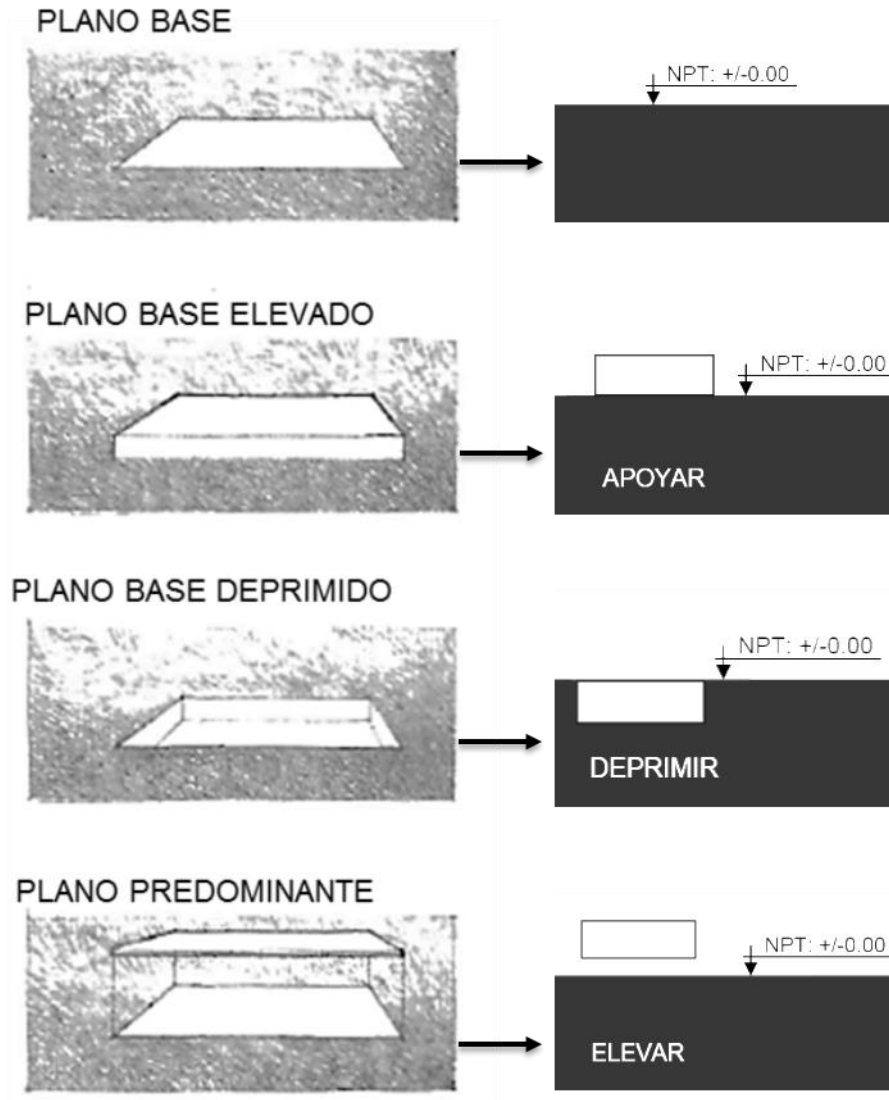 PLANO BASE
NPT: +/-0.00
PLANO BASE ELEVADO
NPT: +/-0.00
APOYAR
PLANO BASE DEPRIMIDO
NPT: +/-0.00
DEPRIMIR
PLANO PREDOMINANTE
NPT: +/-0.00
ELEVAR